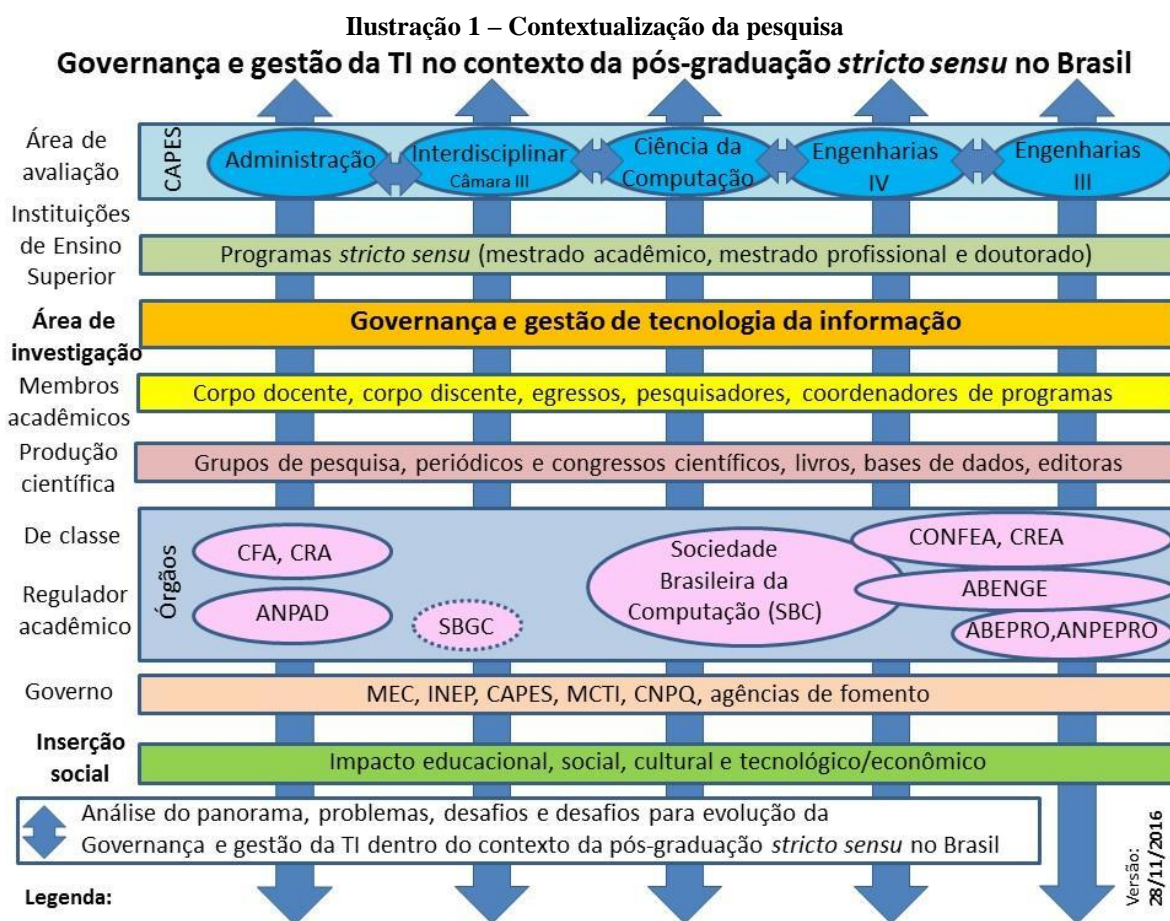 Ilustração 1 – Contextualização da pesquisa
Governança e gestão da TI no contexto da pós-graduação stricto sensu no Brasil
Área de
avaliação
CAPES
Administração
Interdisciplinar
Câmara III
Ciência da
Computação
Engenharias
IV
Engenharias
III
Instituições
de Ensino
Superior
Programas stricto sensu (mestrado acadêmico, mestrado profissional e doutorado)
Área de
investigação
Governança e gestão de tecnologia da informação
Membros
acadêmicos
Corpo docente, corpo discente, egressos, pesquisadores, coordenadores de programas
Produção
científica
Grupos de pesquisa, periódicos e congressos científicos, livros, bases de dados, editoras
De classe
Regulador
acadêmico
Órgãos
CFA, CRA
ANPAD
SBGC
Sociedade
Brasileira da
Computação (SBC)
CONFEA, CREA
ABENGE
ABEPRO,ANPEPRO
Governo
MEC, INEP, CAPES, MCTI, CNPQ, agências de fomento
Inserção
social
Impacto educacional, social, cultural e tecnológico/econômico
Análise do panorama, problemas, desafios e desafios para evolução da
Governança e gestão da TI dentro do contexto da pós-graduação stricto sensu no Brasil
Legenda:
Versão:
28/11/2016